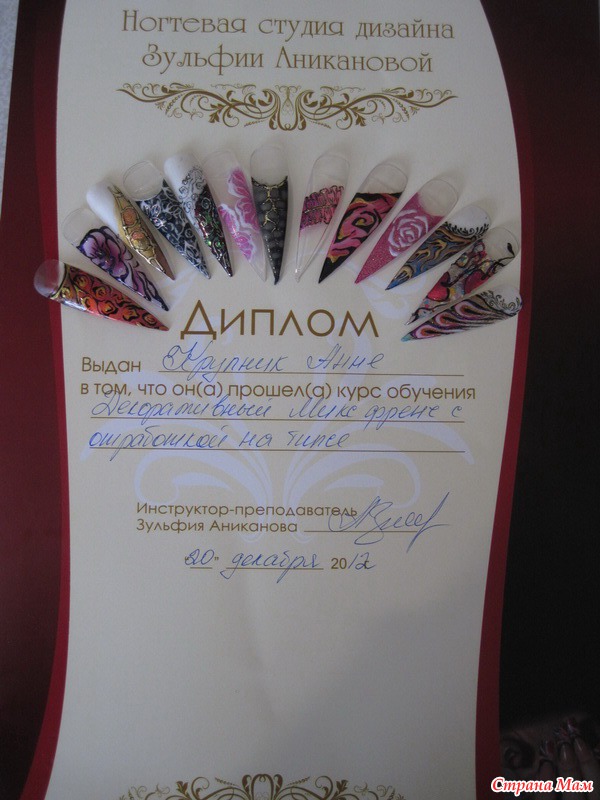 Ногтевая студия дизайна
Зульфии Аникановой
Диплом
Выдан Крупник Анне
в том, что он(а) прошел(а) курс обучения
Декоративный Микс френч с
отработкой на типсе
Инструктор-преподаватель
Зульфия Аниканова
"20" декабря 2012
Страна Мам